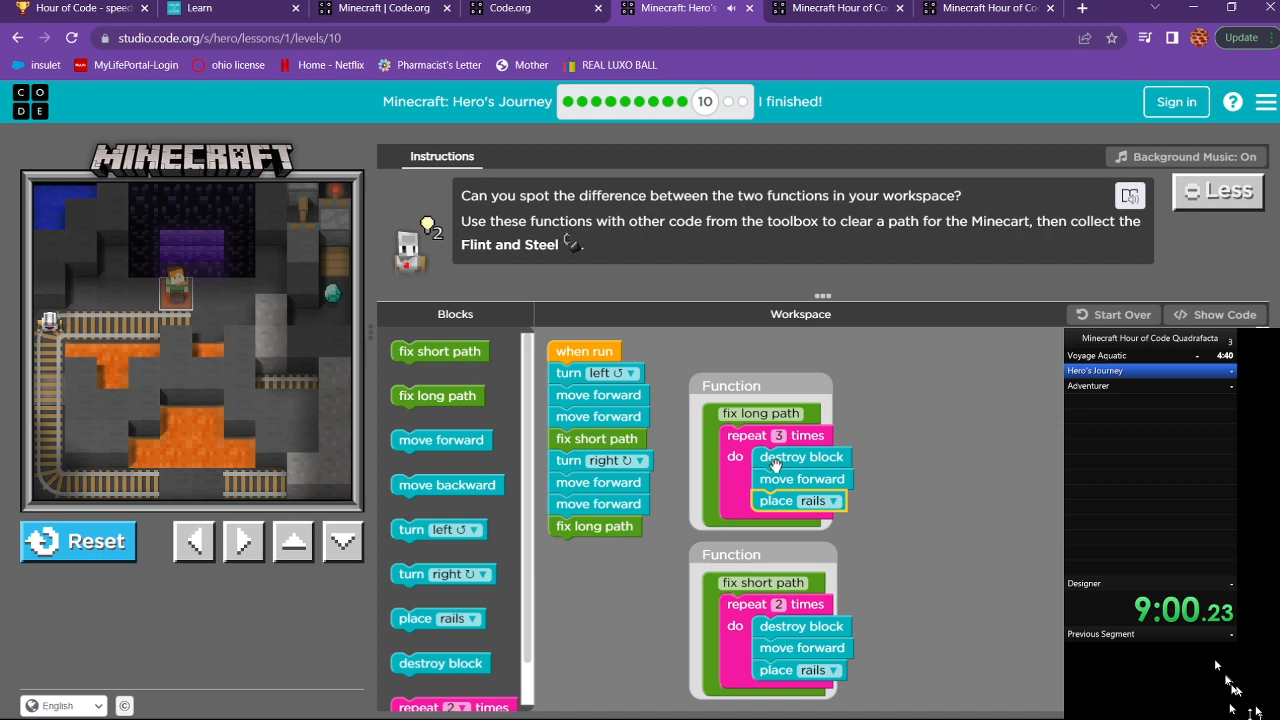 Hour of Code - speed
Learn
Minecraft | Code.org
Code.org
Minecraft: Hero's
Minecraft Hour of Co
Minecraft Hour of Co
studio.code.org/s/hero/lessons/1/levels/10
Update
insulet
MyLifePortal-Login
ohio license
Home - Netflix
Pharmacist's Letter
Mother
REAL LUXO BALL
C O
D E
Minecraft: Hero's Journey
10
I finished!
Sign in
?
MINECRAFT
Instructions
Background Music: On
Can you spot the difference between the two functions in your workspace?
Use these functions with other code from the toolbox to clear a path for the Minecart, then collect the
Flint and Steel .
2
Less
Blocks
Workspace
Start Over
</> Show Code
fix short path
fix long path
move forward
move backward
turn left
turn right
place rails
destroy block
repeat 2 times
when run
turn left
move forward
move forward
fix short path
turn right
move forward
move forward
fix long path
Function
fix long path
repeat 3 times
do destroy block
move forward
place rails
Function
fix short path
repeat 2 times
do destroy block
move forward
place rails
Reset
English
©
Minecraft Hour of Code Quadrafacta
3
Voyage Aquatic - 4:40
Hero's Journey -
Adventurer -
Designer -
9:00.23
Previous Segment -